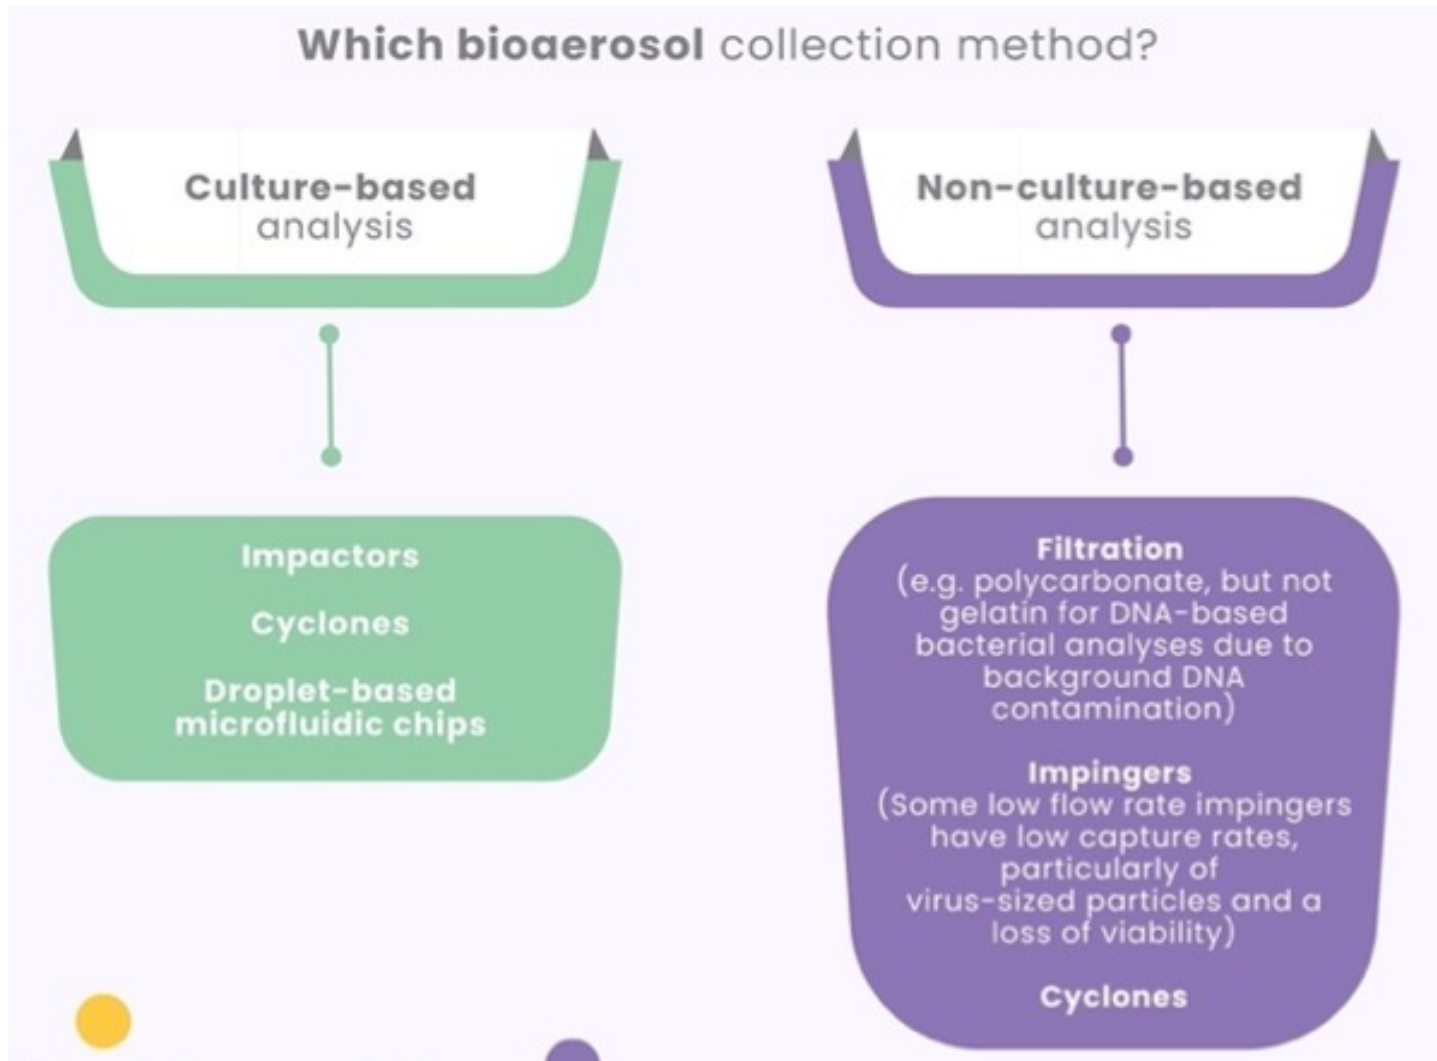 Which bioaerosol collection method?
Culture-based
analysis
Impactors
Cyclones
Droplet-based
microfluidic chips
Non-culture-based
analysis
Filtration
(e.g. polycarbonate, but not
gelatin for DNA-based
bacterial analyses due to
background DNA
contamination)
Impingers
(Some low flow rate impingers
have low capture rates,
particularly of
virus-sized particles and a
loss of viability)
Cyclones